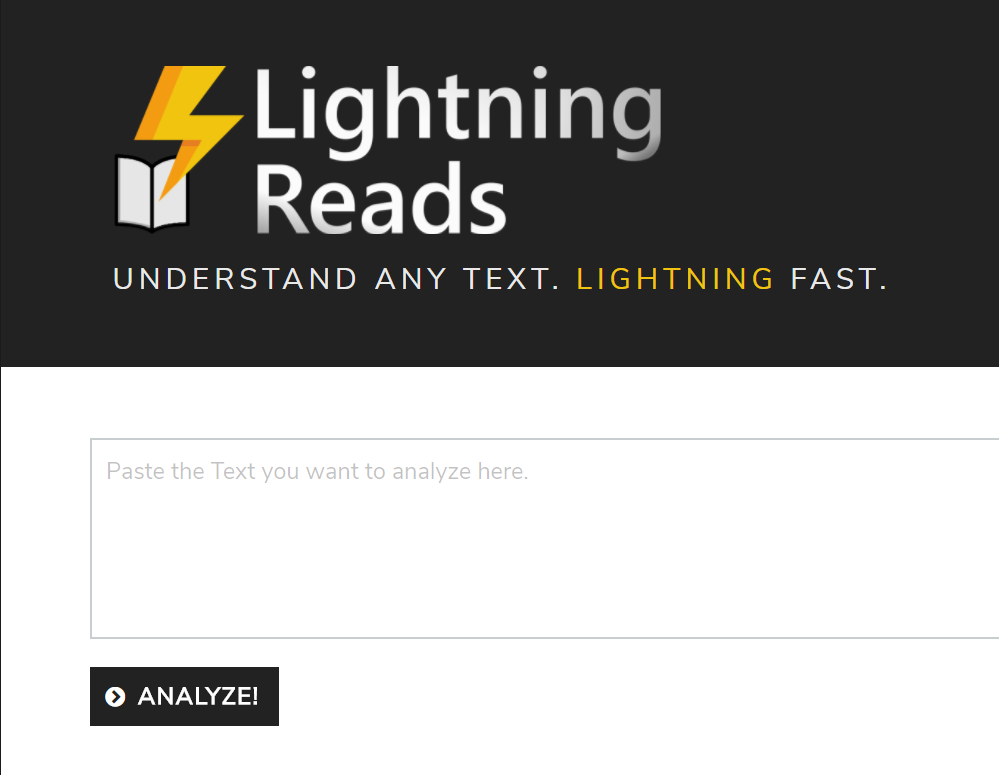 Lightning
Reads
UNDERSTAND ANY TEXT. LIGHTNING FAST.
Paste the Text you want to analyze here.
ANALYZE!